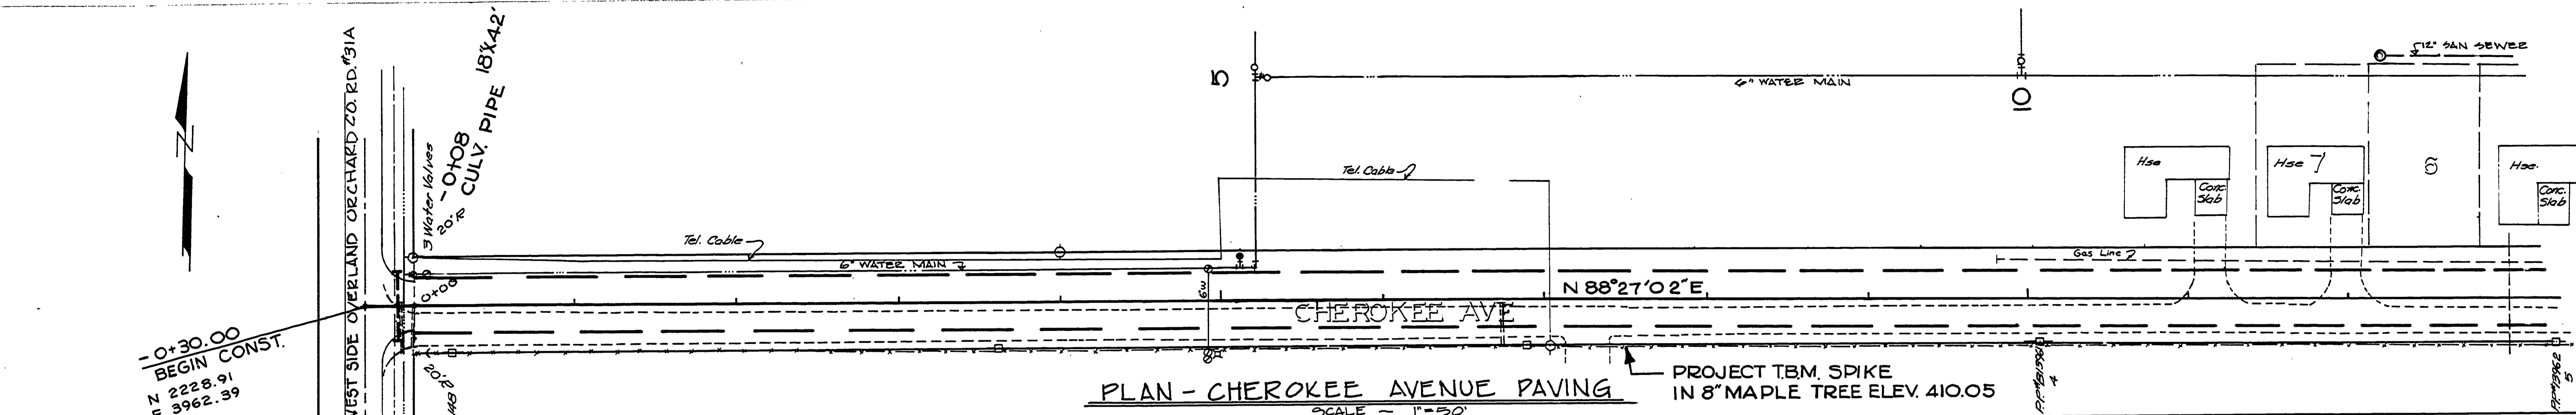 WEST SIDE OVERLAND ORCHARD CO. RD. #31A
3 Water Valves
20'R
-0+08
CULV. PIPE 18"X42'
5
10
6" WATER MAIN
12" SAN SEWER
Tel. Cable
Tel. Cable
6" WATER MAIN
6"W
Hse
Conc.
Slab
Hse
Conc.
Slab
Hse.
Conc.
Slab
Gas Line
0+00
N 88°27'02"E
CHEROKEE AVE
-0+30.00
BEGIN CONST.
N 2228.91
E 3962.39
20'R
PLAN - CHEROKEE AVENUE PAVING
SCALE - 1"=50'
PROJECT T.B.M. SPIKE
IN 8" MAPLE TREE ELEV. 410.05
4
5